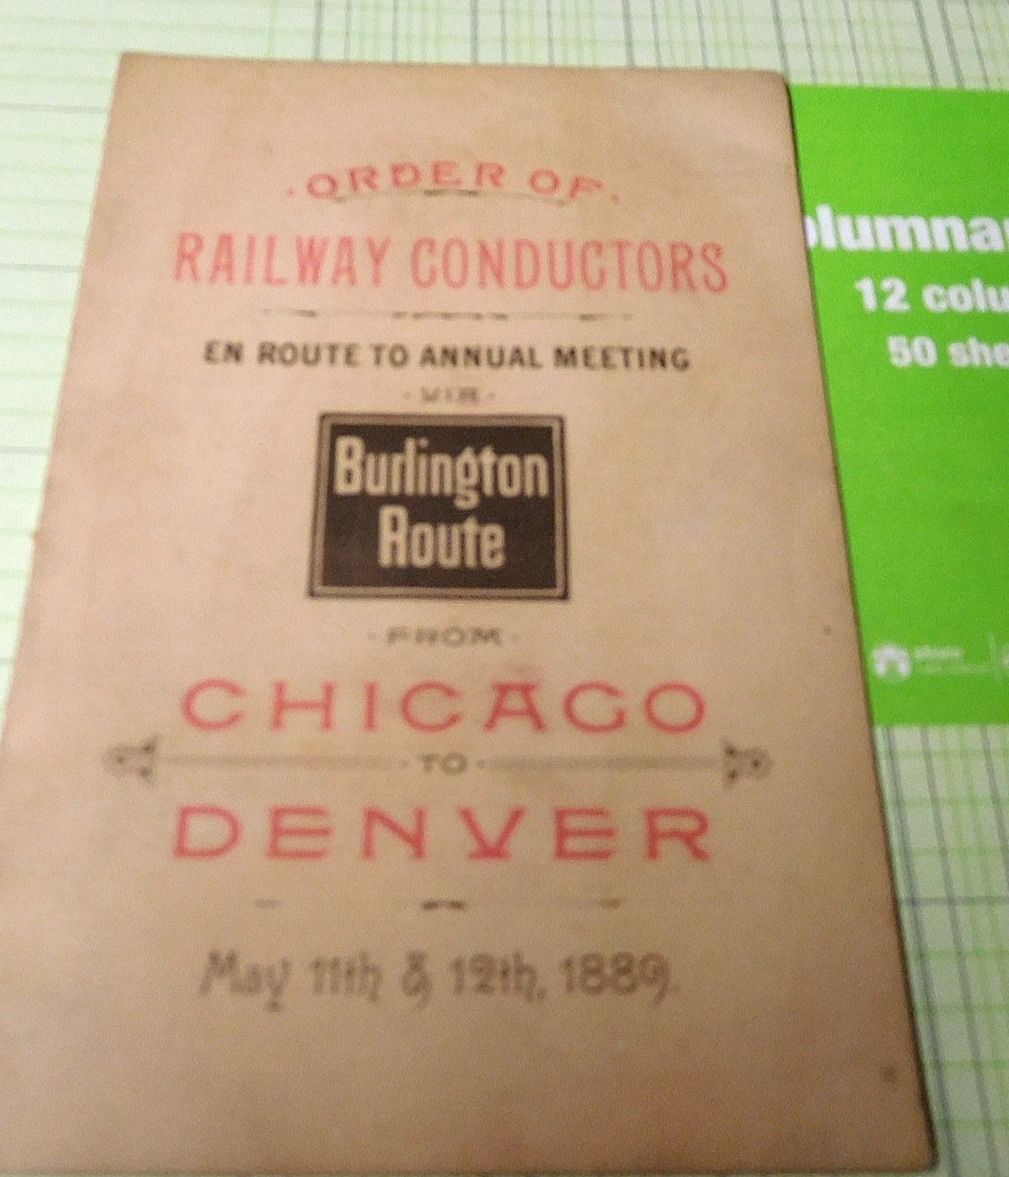 ·ORDER OF·
RAILWAY CONDUCTORS
EN ROUTE TO ANNUAL MEETING
·VIA·
Burlington
Route
·FROM·
CHICAGO
·TO·
DENVER
May 11th & 12th, 1889.
olumna
12 colu
50 she